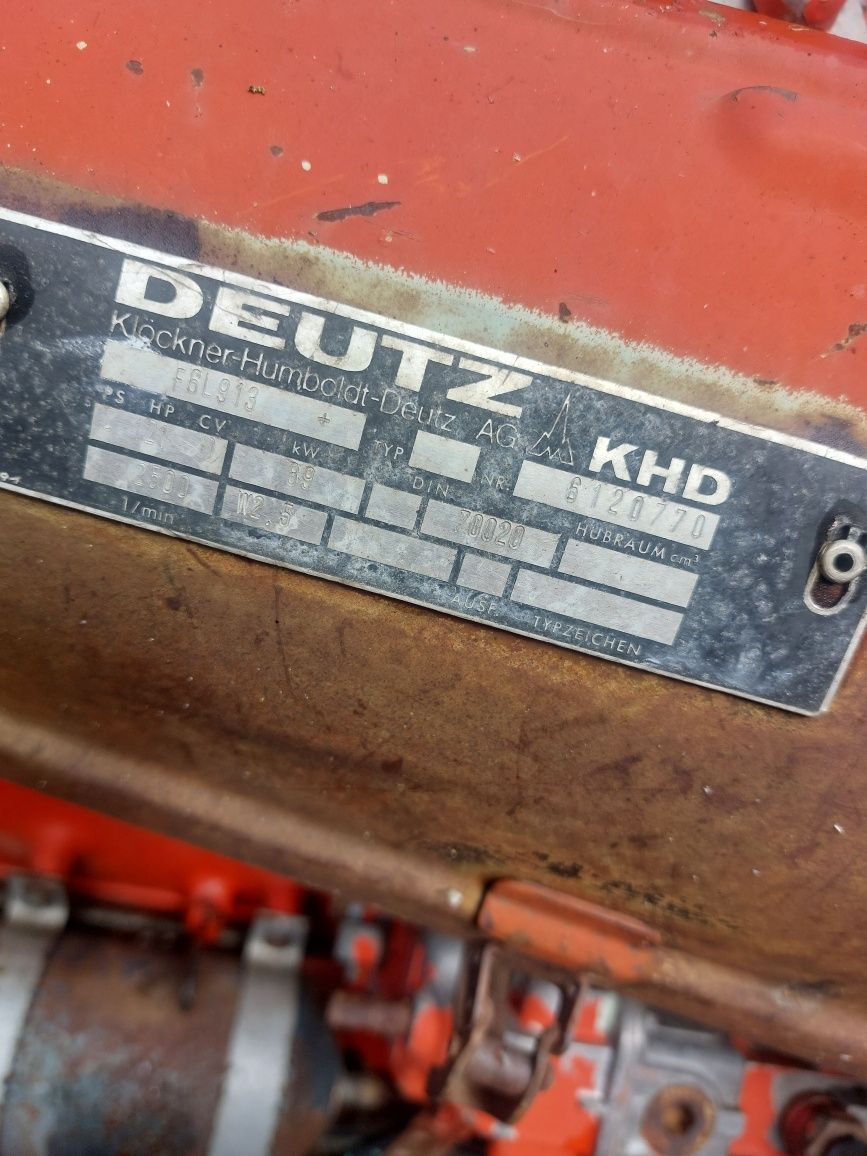 DEUTZ
Klöckner-Humboldt-Deutz AG
KHD
F6L913 + TYP NR. 6120770
PS HP CV kW DIN HUBRAUM cm³
2500 W2,5 70020
1/min AUSF. TYPZEICHEN